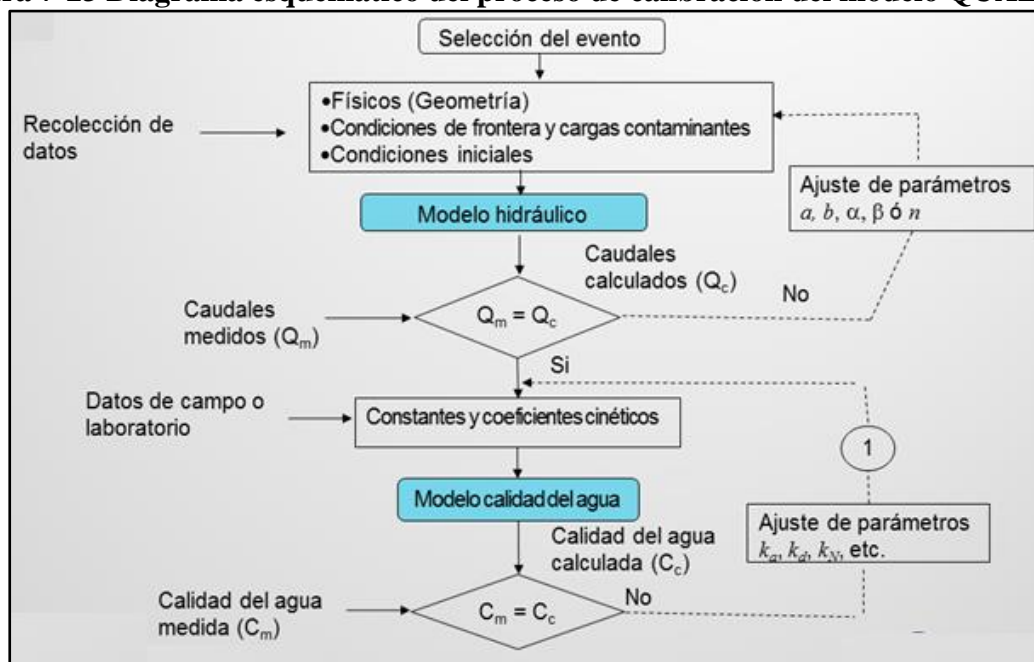 Diagrama esquemático del proceso de calibración del modelo
Selección del evento
•Físicos (Geometría)
•Condiciones de frontera y cargas contaminantes
•Condiciones iniciales
Recolección de
datos
Ajuste de parámetros
a, b, α, β ó n
Modelo hidráulico
Caudales
calculados (Qc)
No
Caudales
medidos (Qm)
Qm = Qc
Si
Datos de campo o
laboratorio
Constantes y coeficientes cinéticos
1
Modelo calidad del agua
Ajuste de parámetros
ka, kd, kN, etc.
Calidad del agua
calculada (Cc)
No
Calidad del agua
medida (Cm)
Cm = Cc